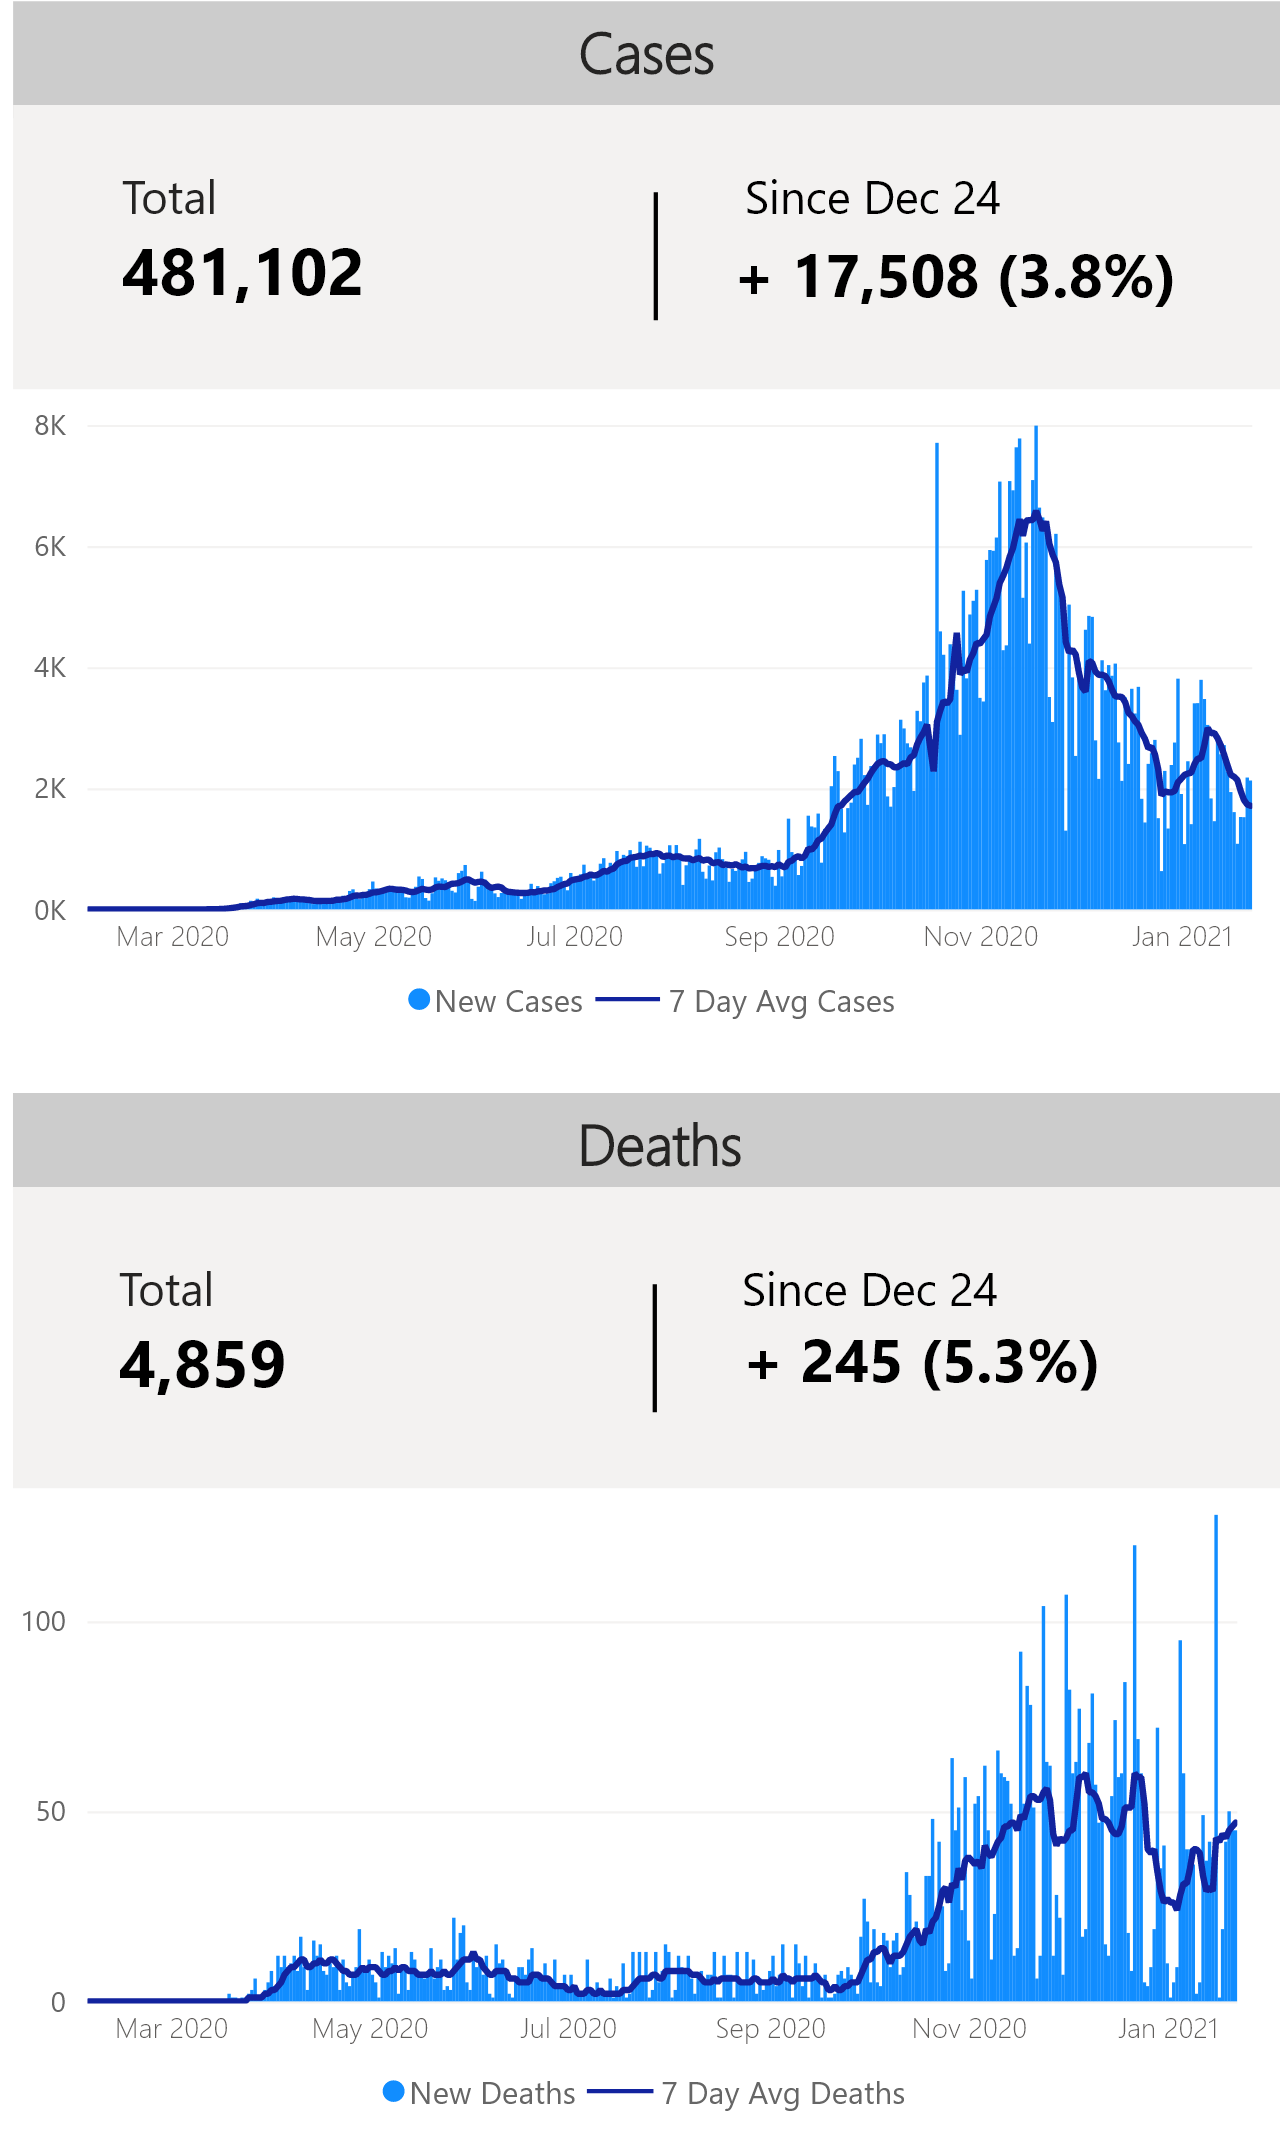 Cases
Total
481,102
Since Dec 24
+ 17,508 (3.8%)
8K
6K
4K
2K
0K
Mar 2020 May 2020 Jul 2020 Sep 2020 Nov 2020 Jan 2021
New Cases 7 Day Avg Cases
Deaths
Total
4,859
Since Dec 24
+ 245 (5.3%)
100
50
0
Mar 2020 May 2020 Jul 2020 Sep 2020 Nov 2020 Jan 2021
New Deaths 7 Day Avg Deaths